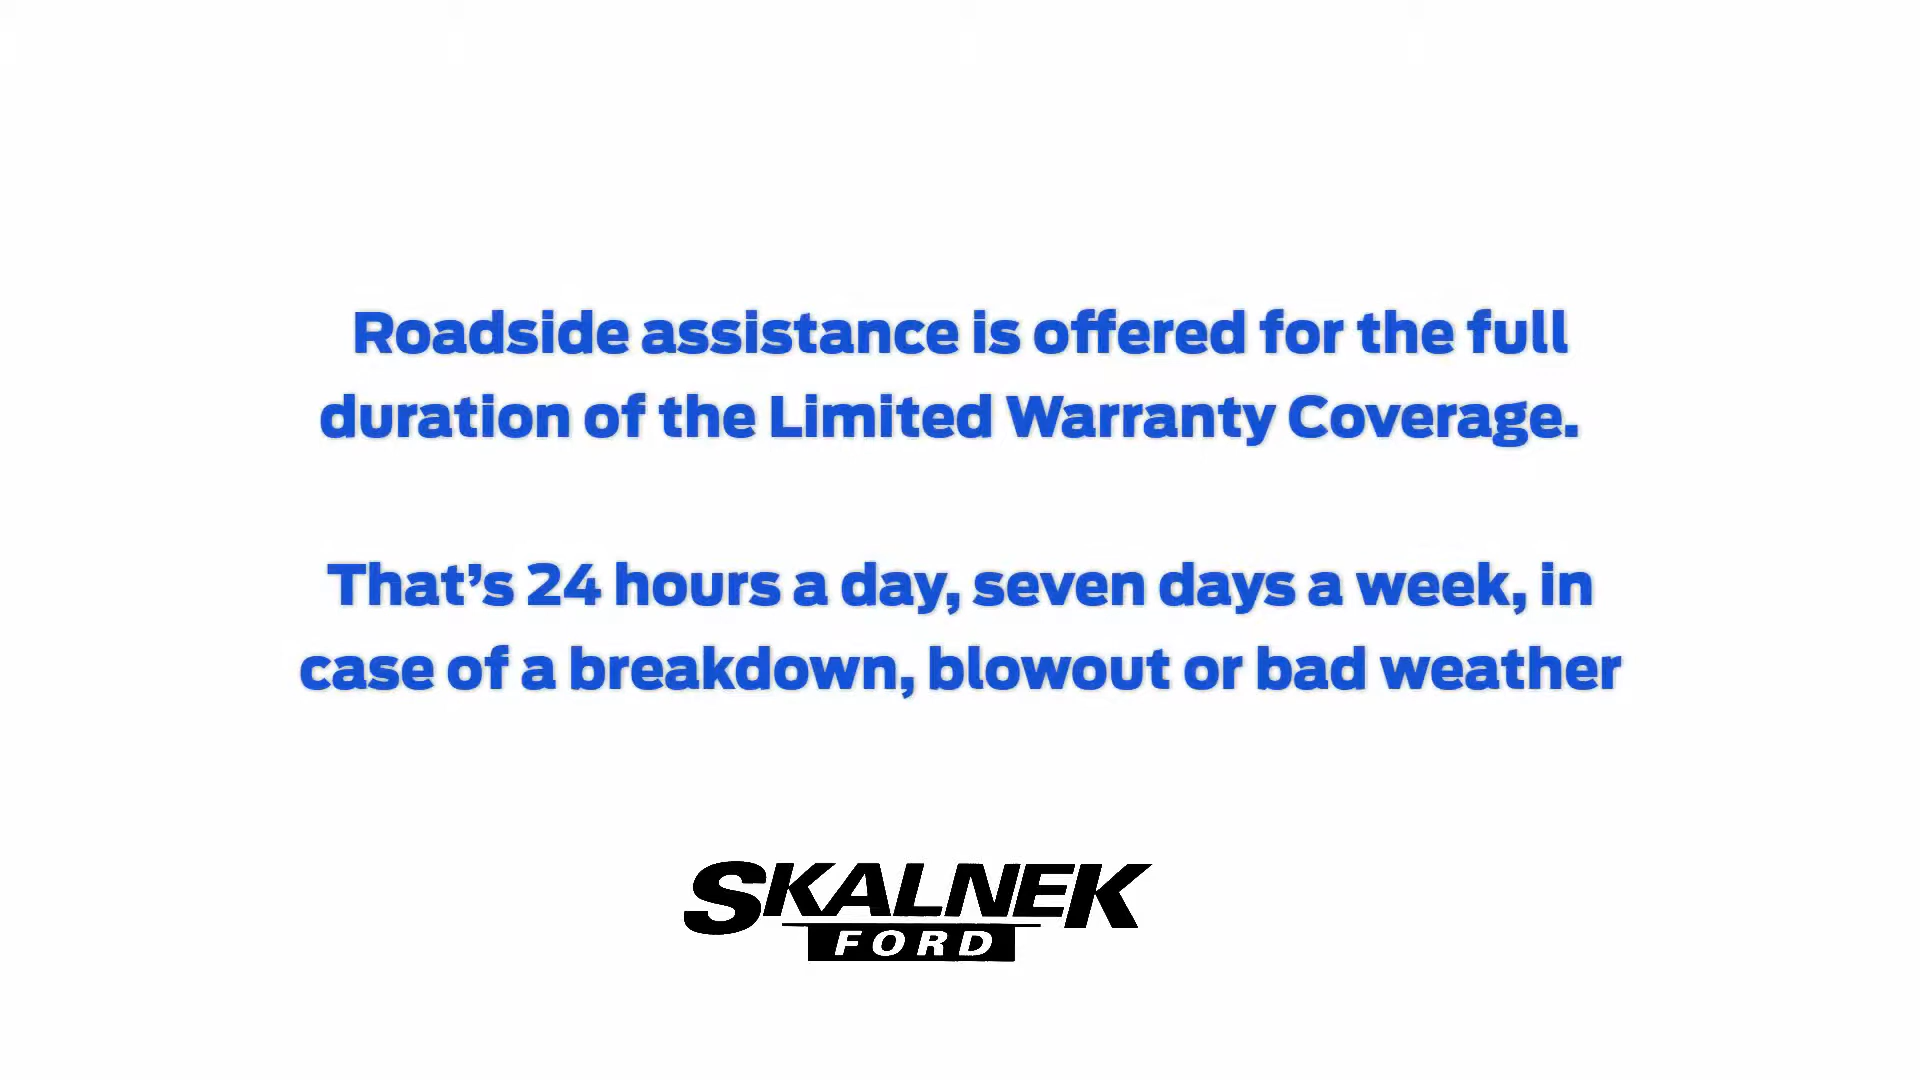 Roadside assistance is offered for the full
duration of the Limited Warranty Coverage.
That’s 24 hours a day, seven days a week, in
case of a breakdown, blowout or bad weather
SKALNEK
FORD